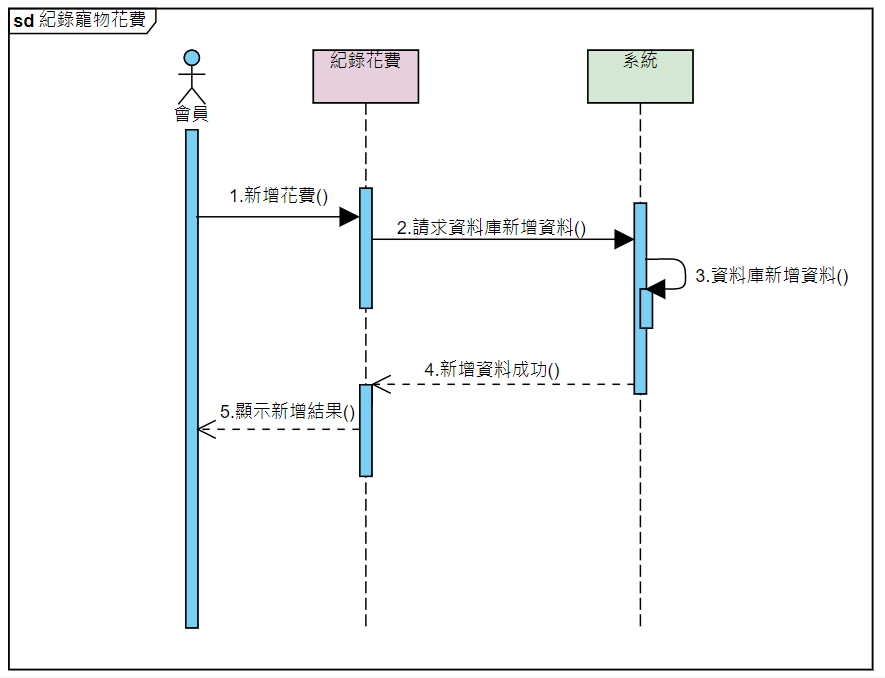 sd 紀錄寵物花費
紀錄花費
系統
會員
1.新增花費()
2.請求資料庫新增資料()
3.資料庫新增資料()
4.新增資料成功()
5.顯示新增結果()